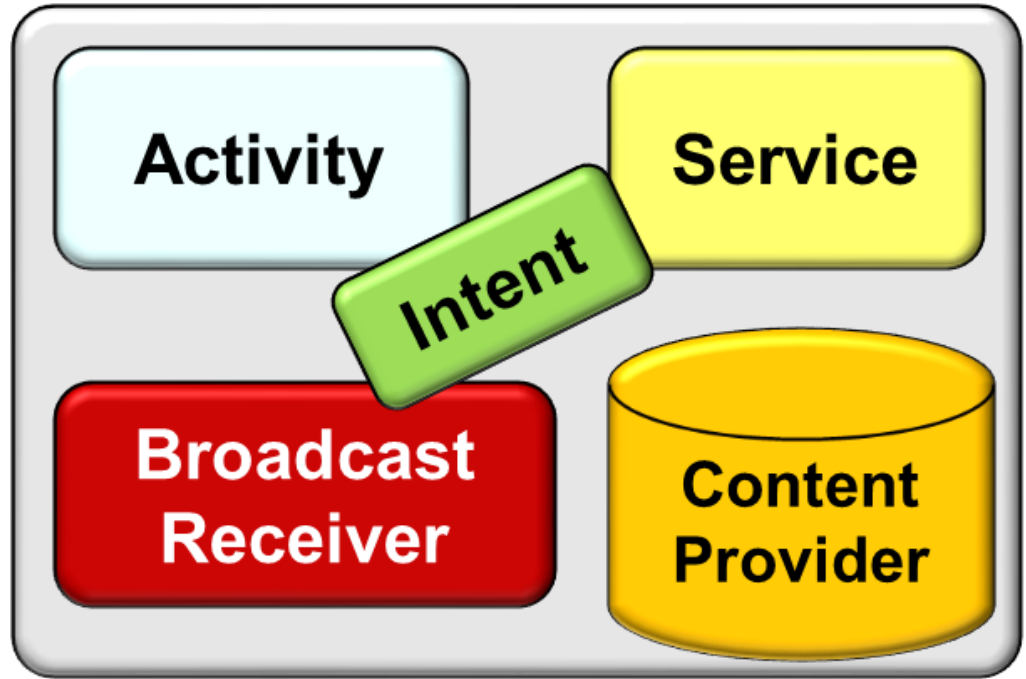 Activity
Service
Intent
Broadcast
Receiver
Content
Provider